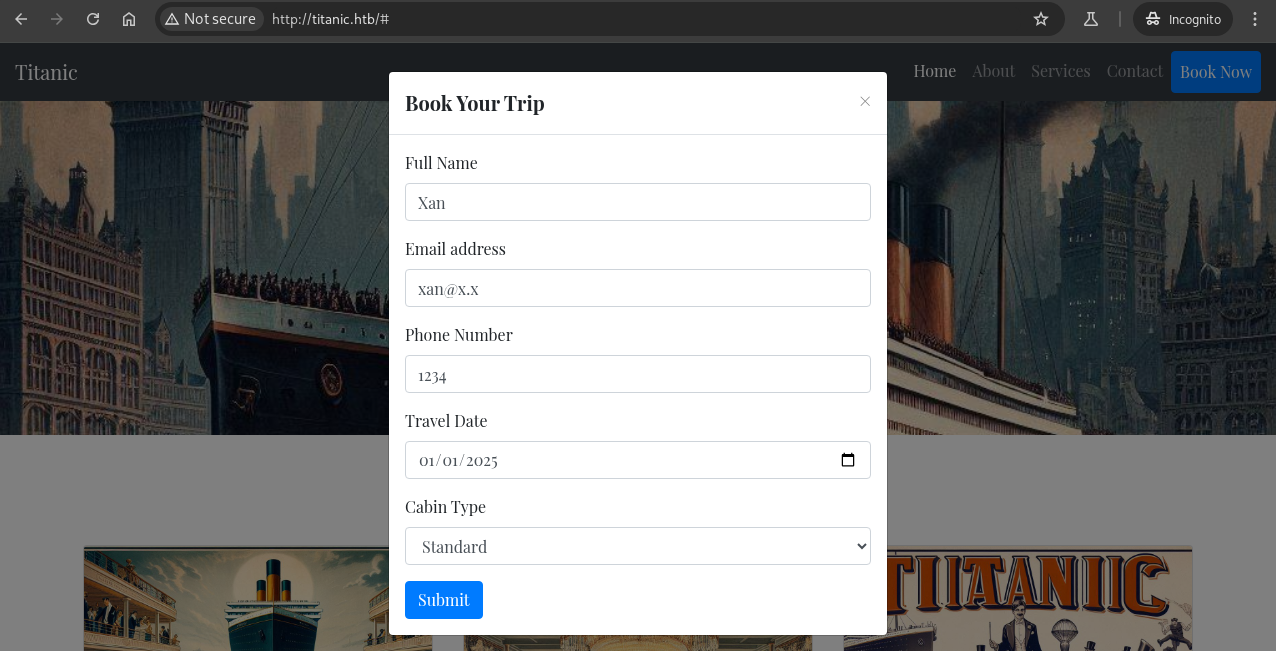 Not secure http://titanic.htb/# Incognito
Titanic Home About Services Contact Book Now
Book Your Trip ×
Full Name
Xan
Email address
xan@x.x
Phone Number
1234
Travel Date
01/01/2025
Cabin Type
Standard
Submit
TITANIC